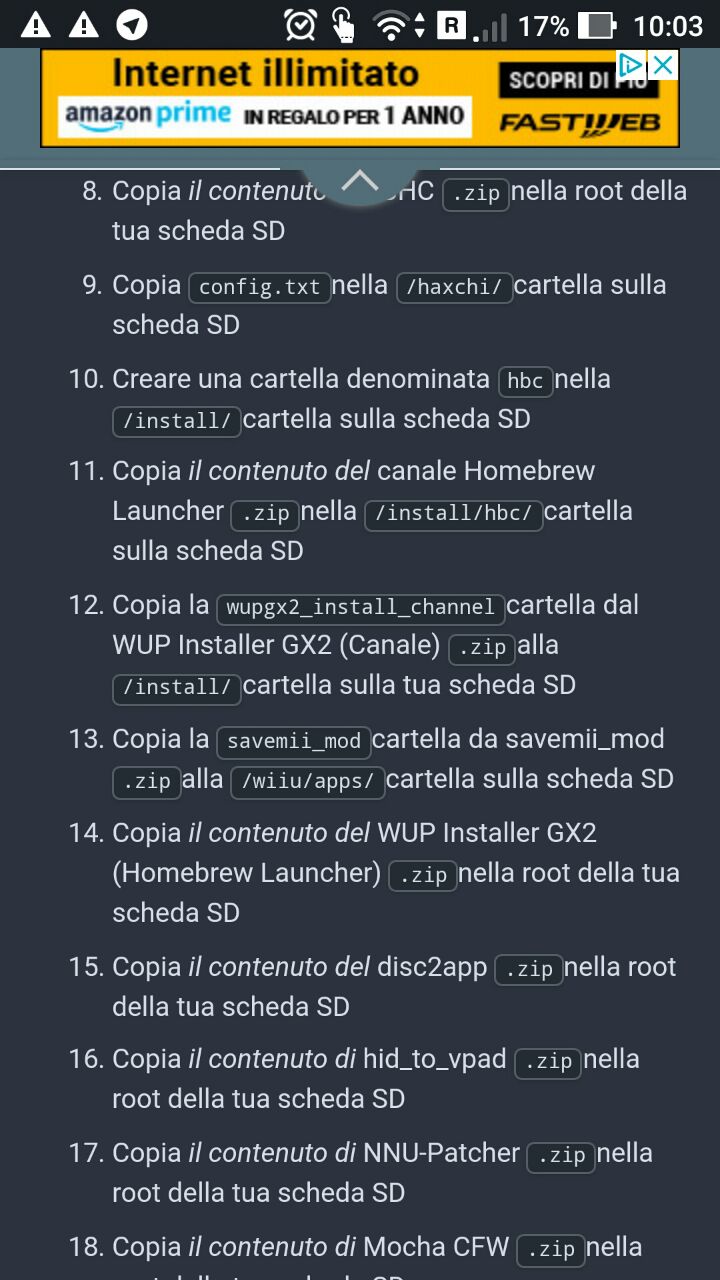 R 17% 10:03
Internet illimitato
SCOPRI DI PIÙ
amazon prime IN REGALO PER 1 ANNO
FASTWEB
8. Copia il contenuto HC .zip nella root della
tua scheda SD
9. Copia config.txt nella /haxchi/ cartella sulla
scheda SD
10. Creare una cartella denominata hbc nella
/install/ cartella sulla scheda SD
11. Copia il contenuto del canale Homebrew
Launcher .zip nella /install/hbc/ cartella
sulla scheda SD
12. Copia la wupgx2_install_channel cartella dal
WUP Installer GX2 (Canale) .zip alla
/install/ cartella sulla tua scheda SD
13. Copia la savemii_mod cartella da savemii_mod
.zip alla /wiiu/apps/ cartella sulla scheda SD
14. Copia il contenuto del WUP Installer GX2
(Homebrew Launcher) .zip nella root della tua
scheda SD
15. Copia il contenuto del disc2app .zip nella root
della tua scheda SD
16. Copia il contenuto di hid_to_vpad .zip nella
root della tua scheda SD
17. Copia il contenuto di NNU-Patcher .zip nella
root della tua scheda SD
18. Copia il contenuto di Mocha CFW .zip nella